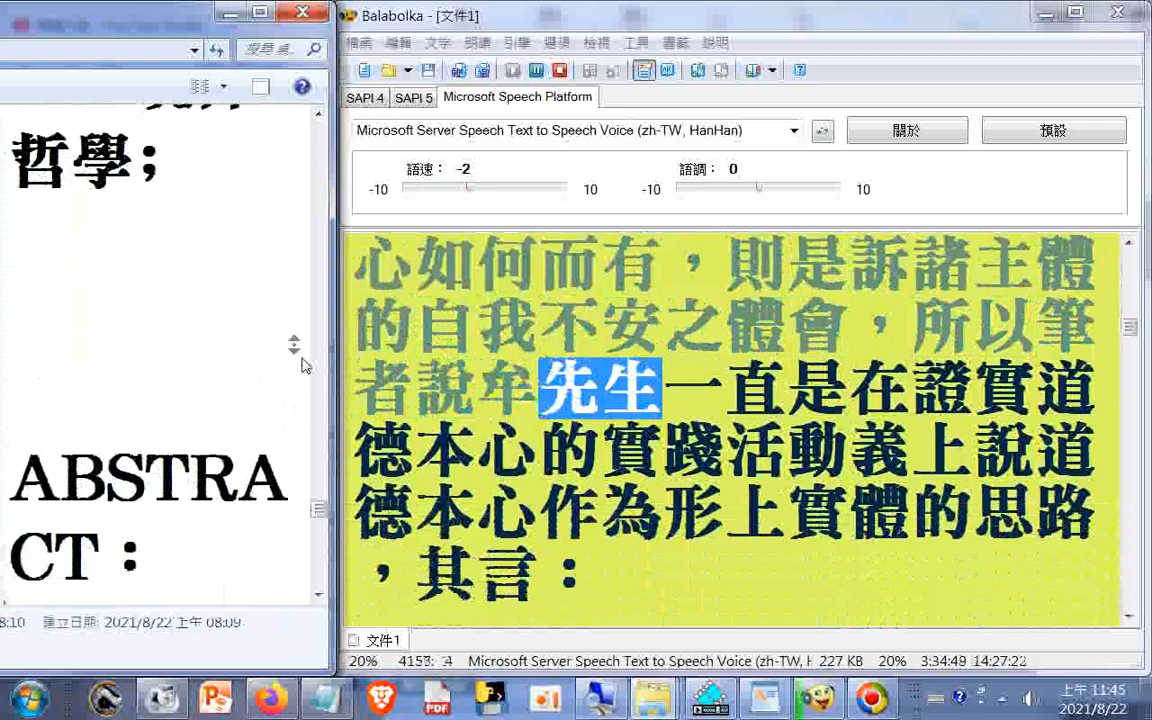 哲學;
ABSTRA
CT：
8:10 建立日期: 2021/8/22 上午 08:09
Balabolka - [文件1]
檔案 編輯 文字 朗讀 引擎 選項 檢視 工具 書籤 說明
SAPI 4 SAPI 5 Microsoft Speech Platform
Microsoft Server Speech Text to Speech Voice (zh-TW, HanHan)
關於
預設
語速： -2
語調： 0
-10 10 -10 10
心如何而有，則是訴諸主體
的自我不安之體會，所以筆
者說牟先生一直是在證實道
德本心的實踐活動義上說道
德本心作為形上實體的思路
，其言：
文件1
20% Microsoft Server Speech Text to Speech Voice (zh-TW, H 227 KB 20% 3:34:49 14:27:22
PDF
上午 11:45
2021/8/22